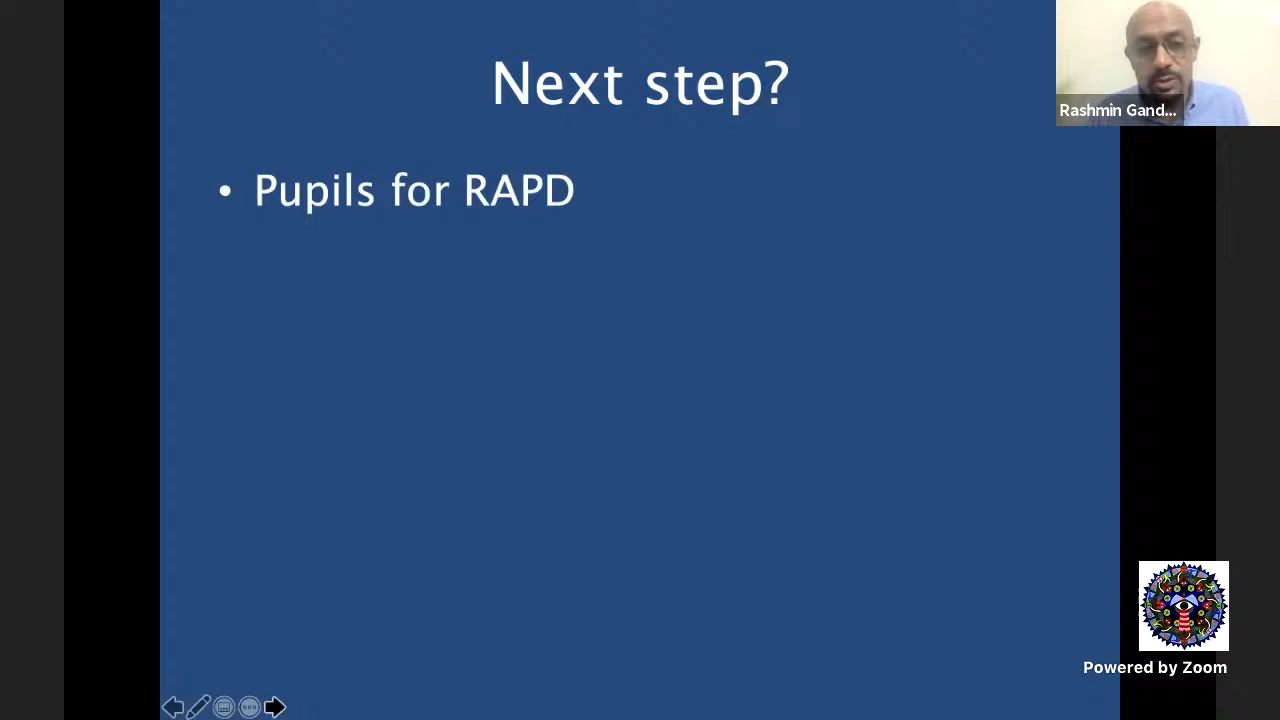 Next step?
Rashmin Gand...
• Pupils for RAPD
Powered by Zoom